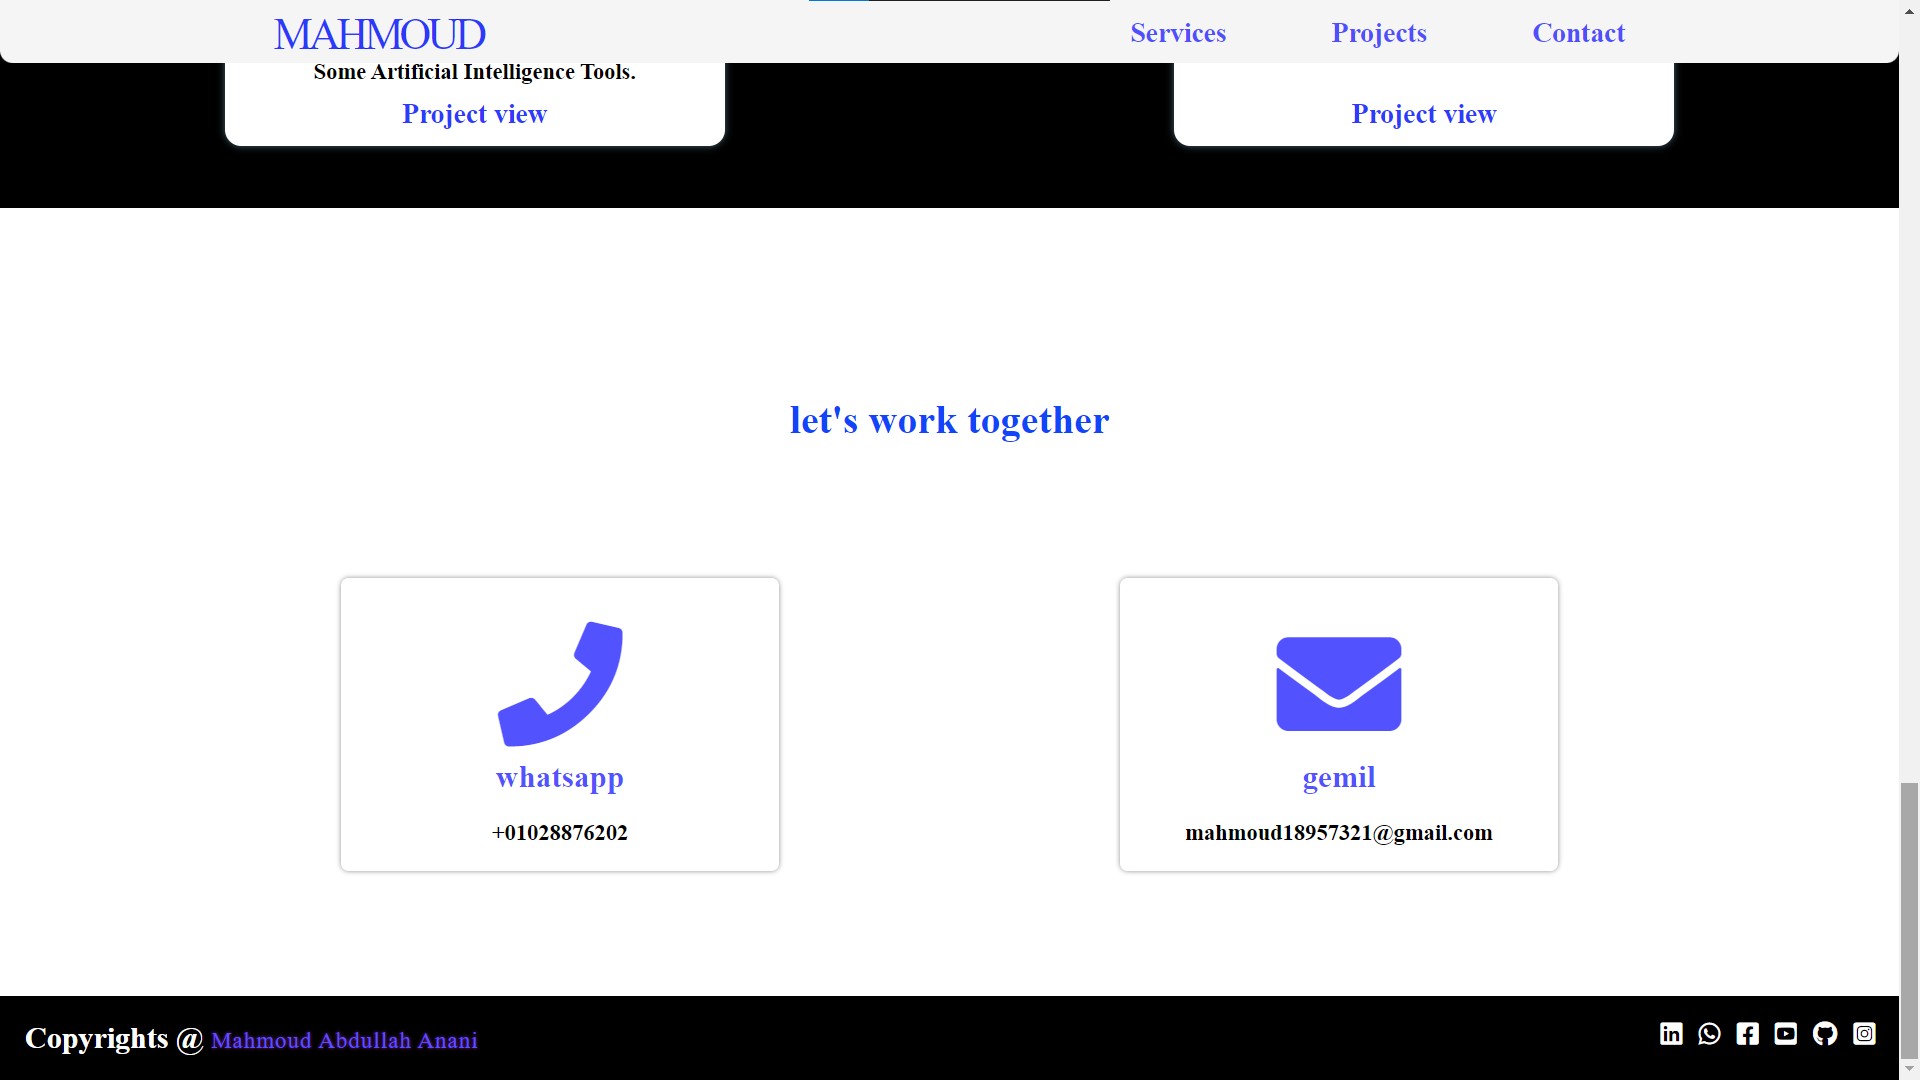 MAHMOUD
Services
Projects
Contact
Some Artificial Intelligence Tools.
Project view
Project view
let's work together
whatsapp
+01028876202
gemil
mahmoud18957321@gmail.com
Copyrights @ Mahmoud Abdullah Anani